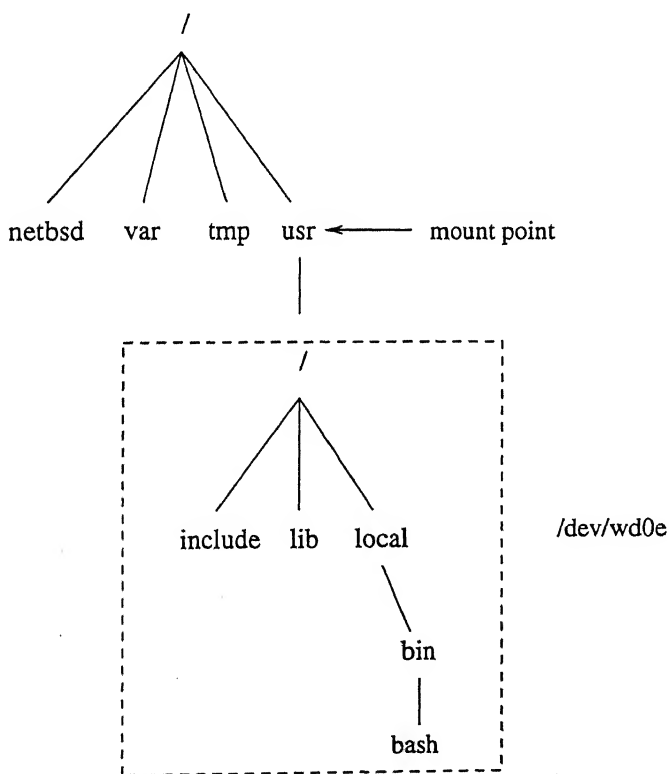 /
netbsd var tmp usr mount point
/
include lib local /dev/wd0e
bin
bash